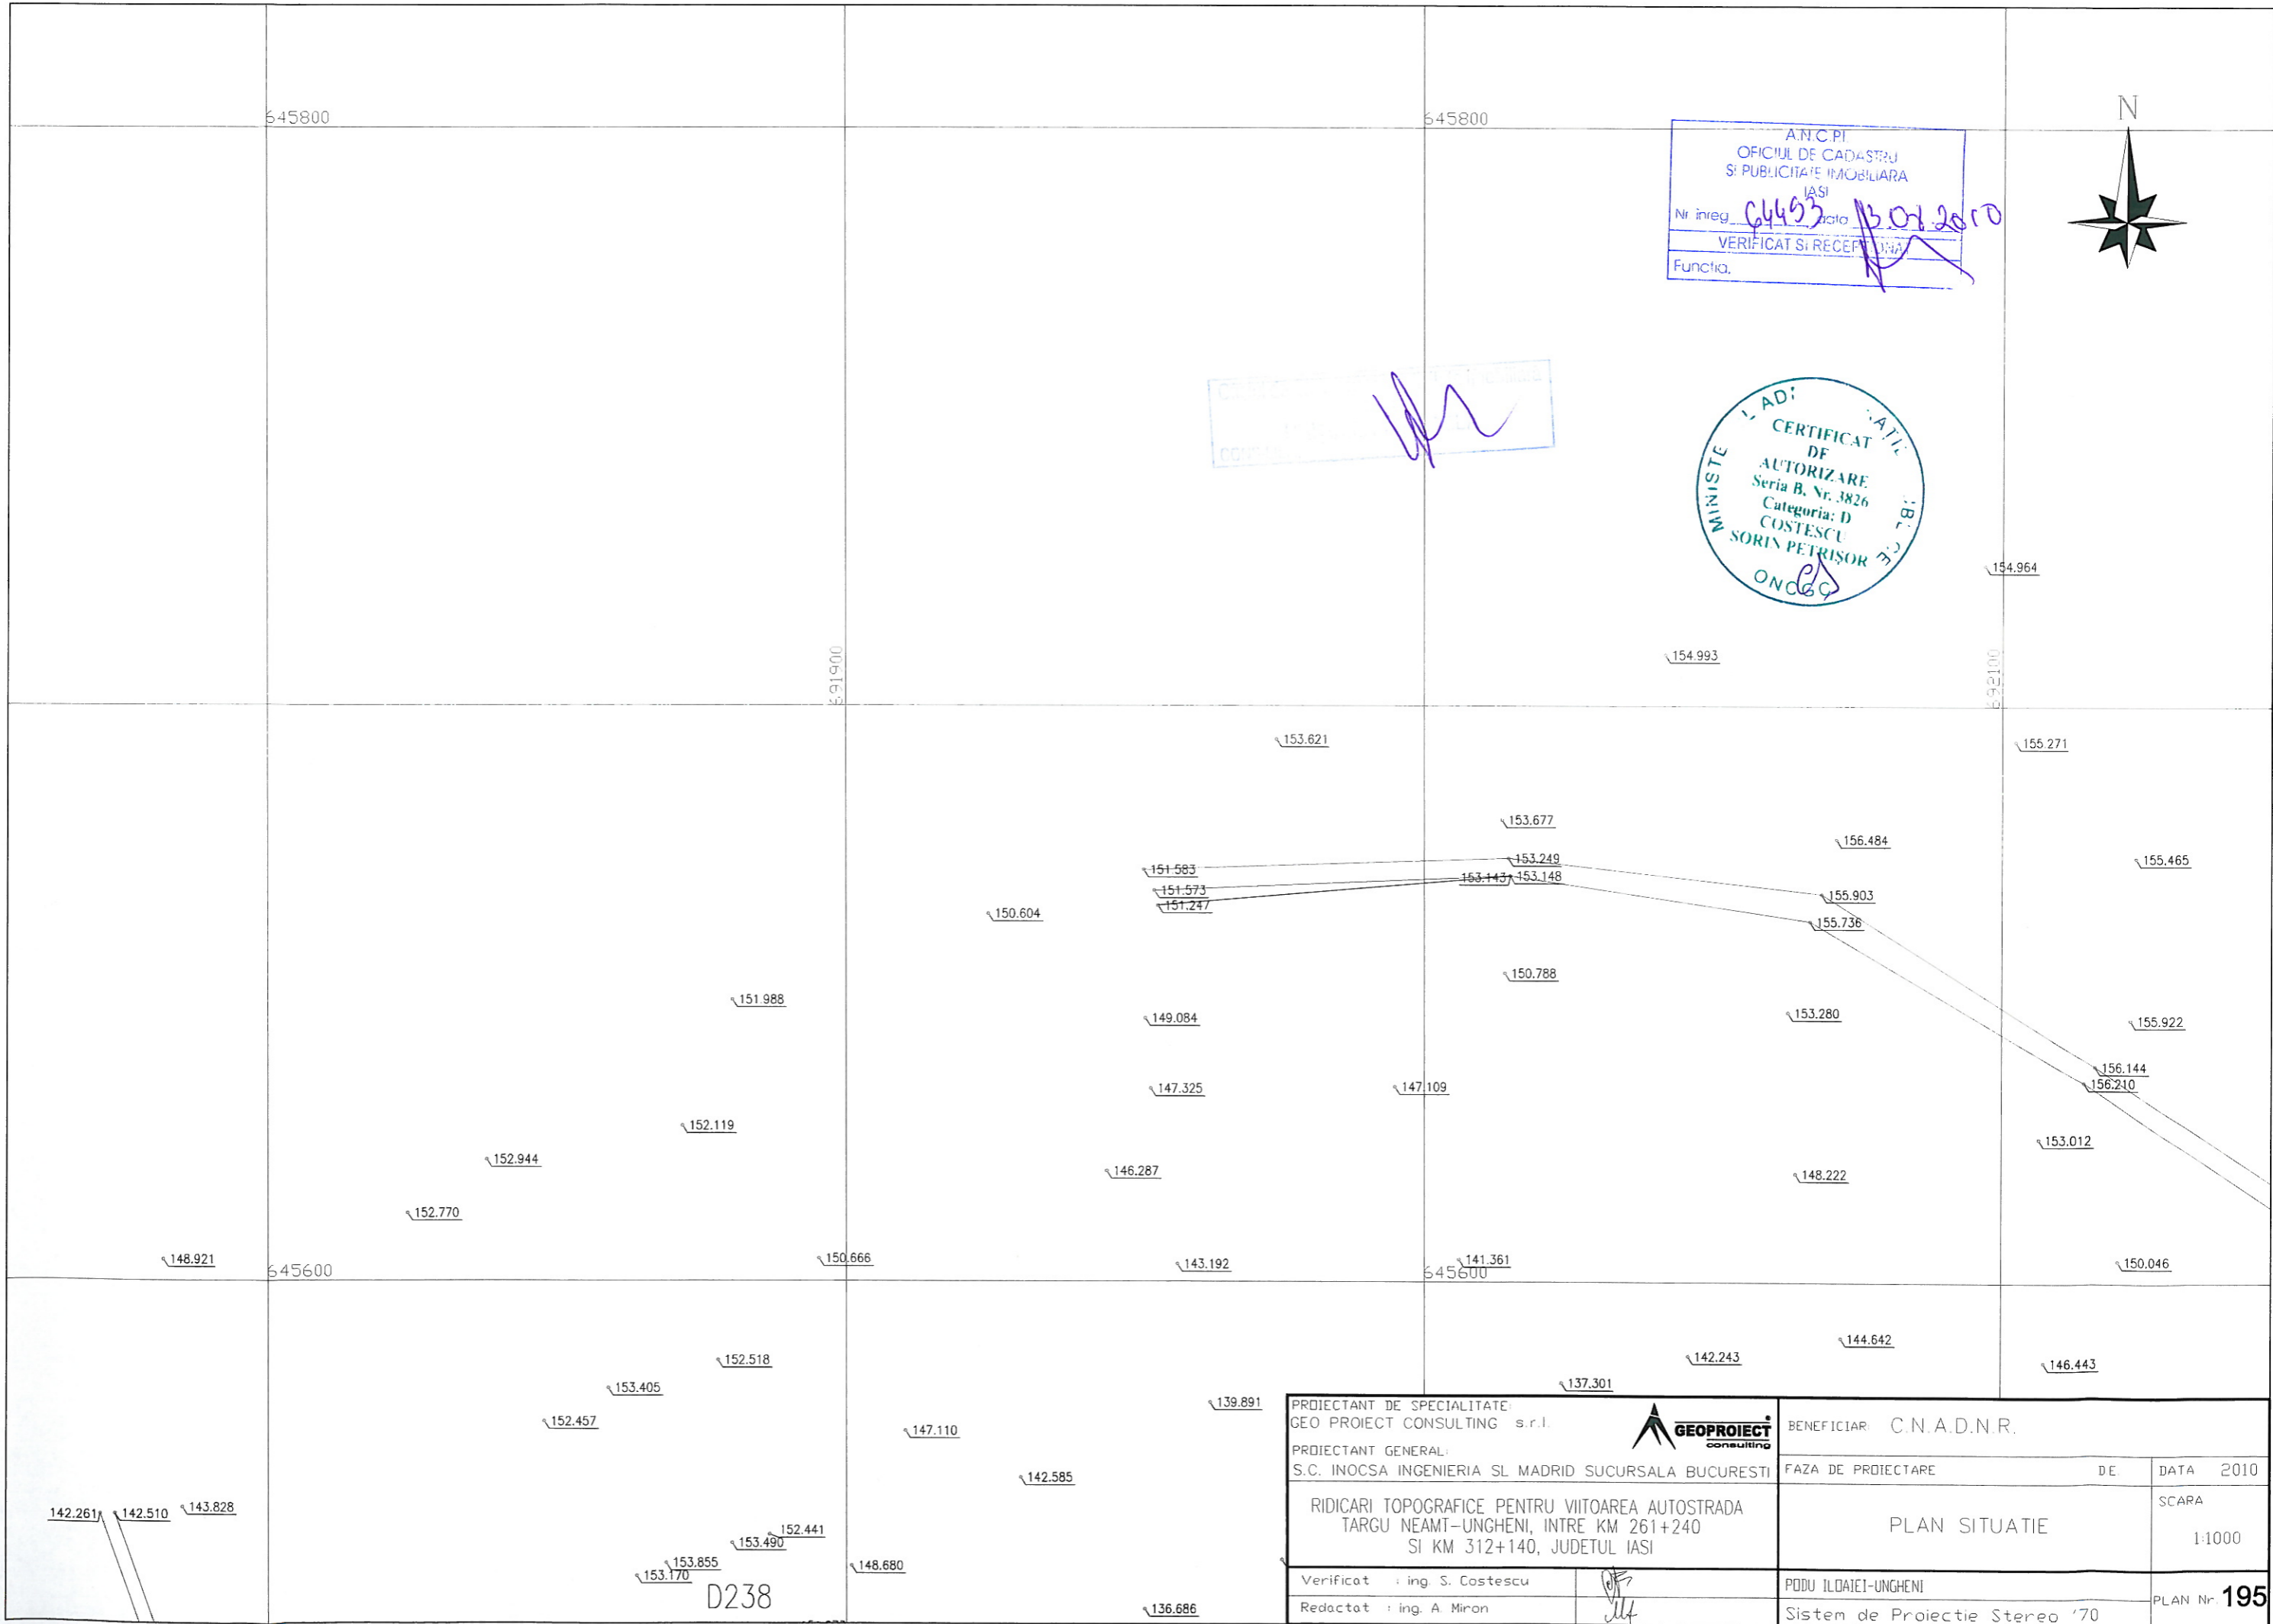 645800
645800
N
A.N.C.P.I
OFICIUL DE CADASTRU
SI PUBLICITATE IMOBILIARA
IASI
Nr inreg 64493 data 13.07.2010
VERIFICAT SI RECEPTIONAT
Functia.
CERTIFICAT
DE
AUTORIZARE
Seria B, Nr. 3826
Categoria: D
COSTESCU
SORIN PETRIȘOR
MINISTE
ONCGC
154.964
691900
154.993
692100
153.621
155.271
153.677
156.484
155.465
151.583
153.249
151.573
153.143
153.148
155.903
150.604
151.247
155.736
150.788
151.988
149.084
153.280
155.922
156.144
156.210
147.325
147.109
152.119
153.012
152.944
146.287
148.222
152.770
148.921
645600
150.666
143.192
141.361
645600
150.046
144.642
152.518
142.243
146.443
153.405
137.301
139.891
152.457
147.110
142.585
142.261
142.510
143.828
152.441
153.490
153.855
148.680
153.170
D238
136.686
PROIECTANT DE SPECIALITATE:
GEO PROIECT CONSULTING s.r.l.
GEOPROIECT
consulting
PROIECTANT GENERAL:
S.C. INOCSA INGENIERIA SL MADRID SUCURSALA BUCURESTI
BENEFICIAR: C.N.A.D.N.R.
FAZA DE PROIECTARE D.E. DATA 2010
RIDICARI TOPOGRAFICE PENTRU VIITOAREA AUTOSTRADA
TARGU NEAMT-UNGHENI, INTRE KM 261+240
SI KM 312+140, JUDETUL IASI
PLAN SITUATIE
SCARA
1:1000
Verificat : ing. S. Costescu
Redactat : ing. A. Miron
PODU ILOAIEI-UNGHENI
Sistem de Proiectie Stereo '70
PLAN Nr. 195